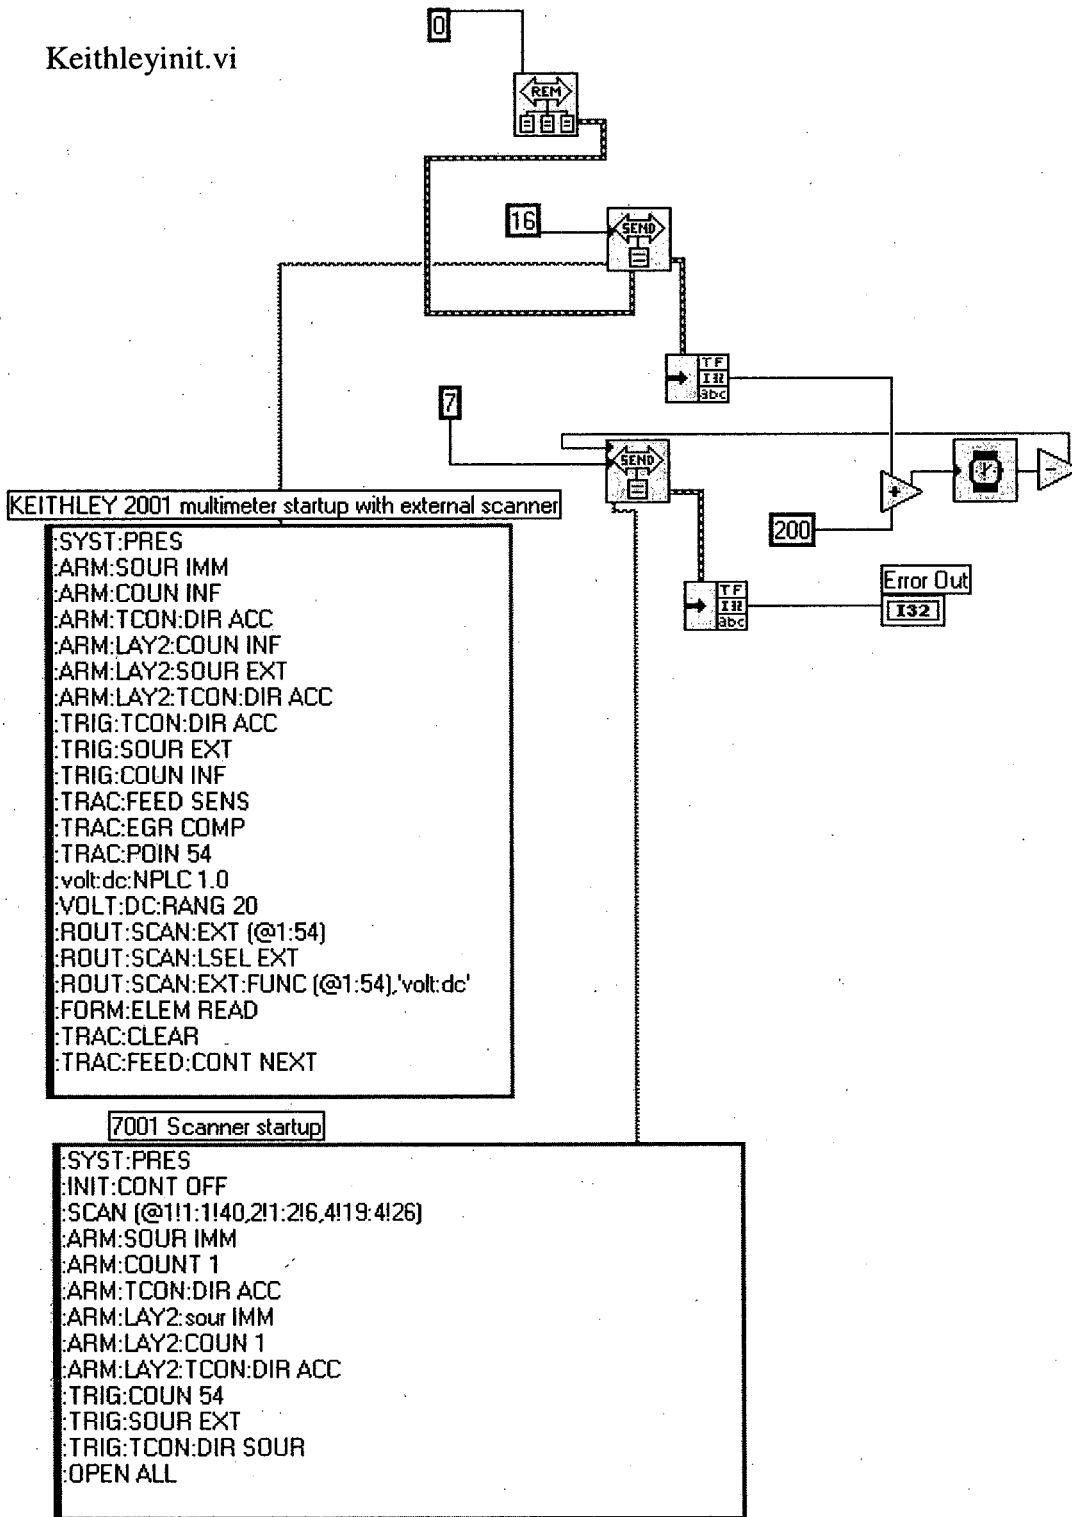 0
Keithleyinit.vi
REM
16
SEND
TF
I32
abc
7
SEND
+
-
KEITHLEY 2001 multimeter startup with external scanner
200
:SYST:PRES
:ARM:SOUR IMM
:ARM:COUN INF
:ARM:TCON:DIR ACC
:ARM:LAY2:COUN INF
:ARM:LAY2:SOUR EXT
:ARM:LAY2:TCON:DIR ACC
:TRIG:TCON:DIR ACC
:TRIG:SOUR EXT
:TRIG:COUN INF
:TRAC:FEED SENS
:TRAC:EGR COMP
:TRAC:POIN 54
:volt:dc:NPLC 1.0
:VOLT:DC:RANG 20
:ROUT:SCAN:EXT (@1:54)
:ROUT:SCAN:LSEL EXT
:ROUT:SCAN:EXT:FUNC (@1:54),'volt:dc'
:FORM:ELEM READ
:TRAC:CLEAR
:TRAC:FEED:CONT NEXT
TF
I32
abc
Error Out
I32
7001 Scanner startup
:SYST:PRES
:INIT:CONT OFF
:SCAN (@1!1:1!40,2!1:2!6,4!19:4!26)
:ARM:SOUR IMM
:ARM:COUNT 1
:ARM:TCON:DIR ACC
:ARM:LAY2:sour IMM
:ARM:LAY2:COUN 1
:ARM:LAY2:TCON:DIR ACC
:TRIG:COUN 54
:TRIG:SOUR EXT
:TRIG:TCON:DIR SOUR
:OPEN ALL